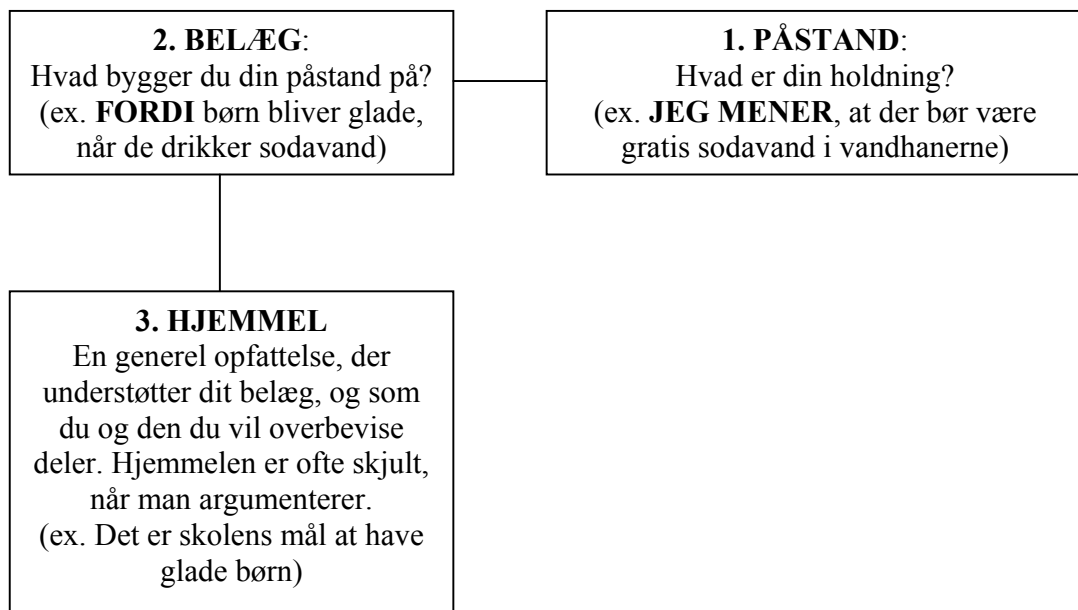 2. BELÆG:
Hvad bygger du din påstand på?
(ex. FORDI børn bliver glade,
når de drikker sodavand)
1. PÅSTAND:
Hvad er din holdning?
(ex. JEG MENER, at der bør være
gratis sodavand i vandhanerne)
3. HJEMMEL
En generel opfattelse, der
understøtter dit belæg, og som
du og den du vil overbevise
deler. Hjemmelen er ofte skjult,
når man argumenterer.
(ex. Det er skolens mål at have
glade børn)